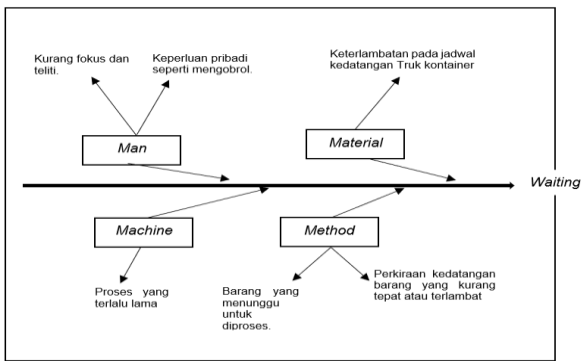 Kurang fokus dan
teliti.
Keperluan pribadi
seperti mengobrol.
Keterlambatan pada jadwal
kedatangan Truk kontainer
Man
Material
Waiting
Machine
Method
Proses yang
terlalu lama
Barang yang
menunggu
untuk
diproses.
Perkiraan kedatangan
barang yang kurang
tepat atau terlambat